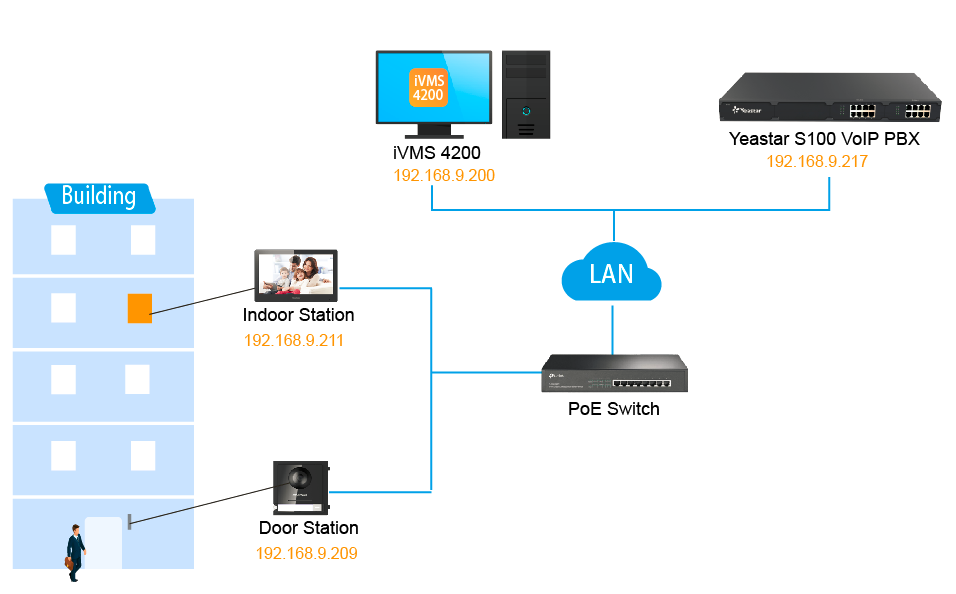 iVMS
4200
Yeastar
iVMS 4200
192.168.9.200
Yeastar S100 VoIP PBX
192.168.9.217
Building
LAN
Indoor Station
192.168.9.211
PoE Switch
Door Station
192.168.9.209